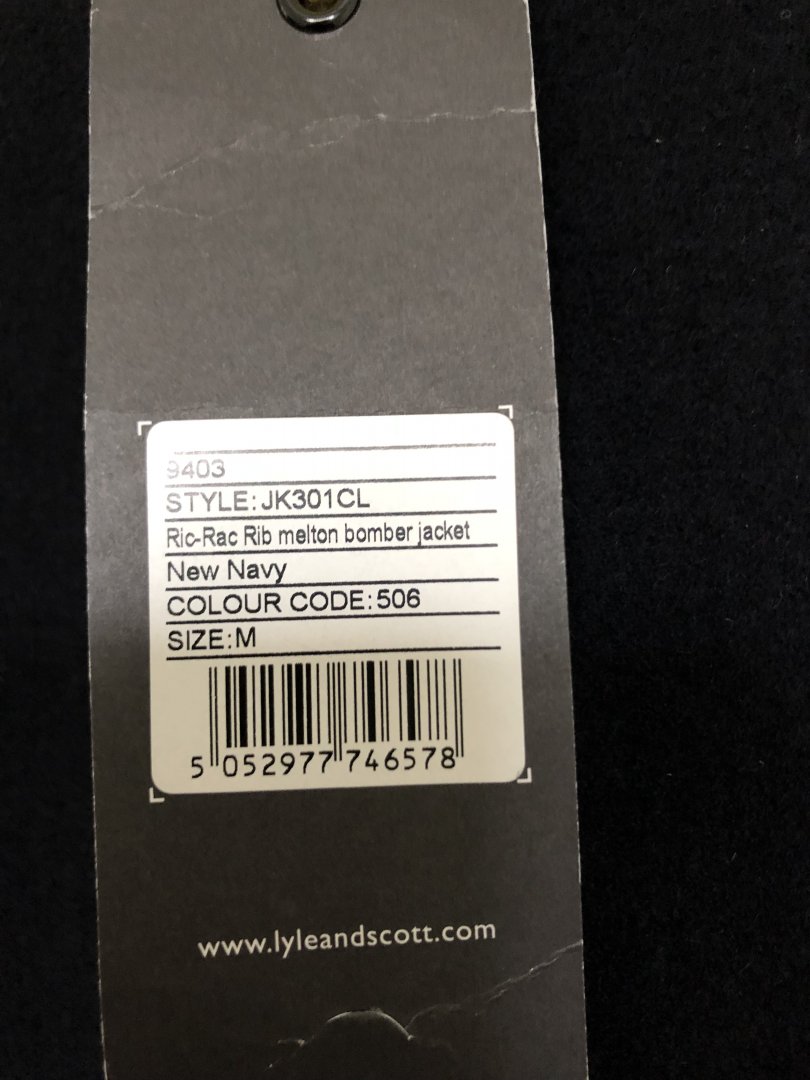 9403
STYLE:JK301CL
Ric-Rac Rib melton bomber jacket
New Navy
COLOUR CODE:506
SIZE:M
5 052977 746578
www.lyleandscott.com